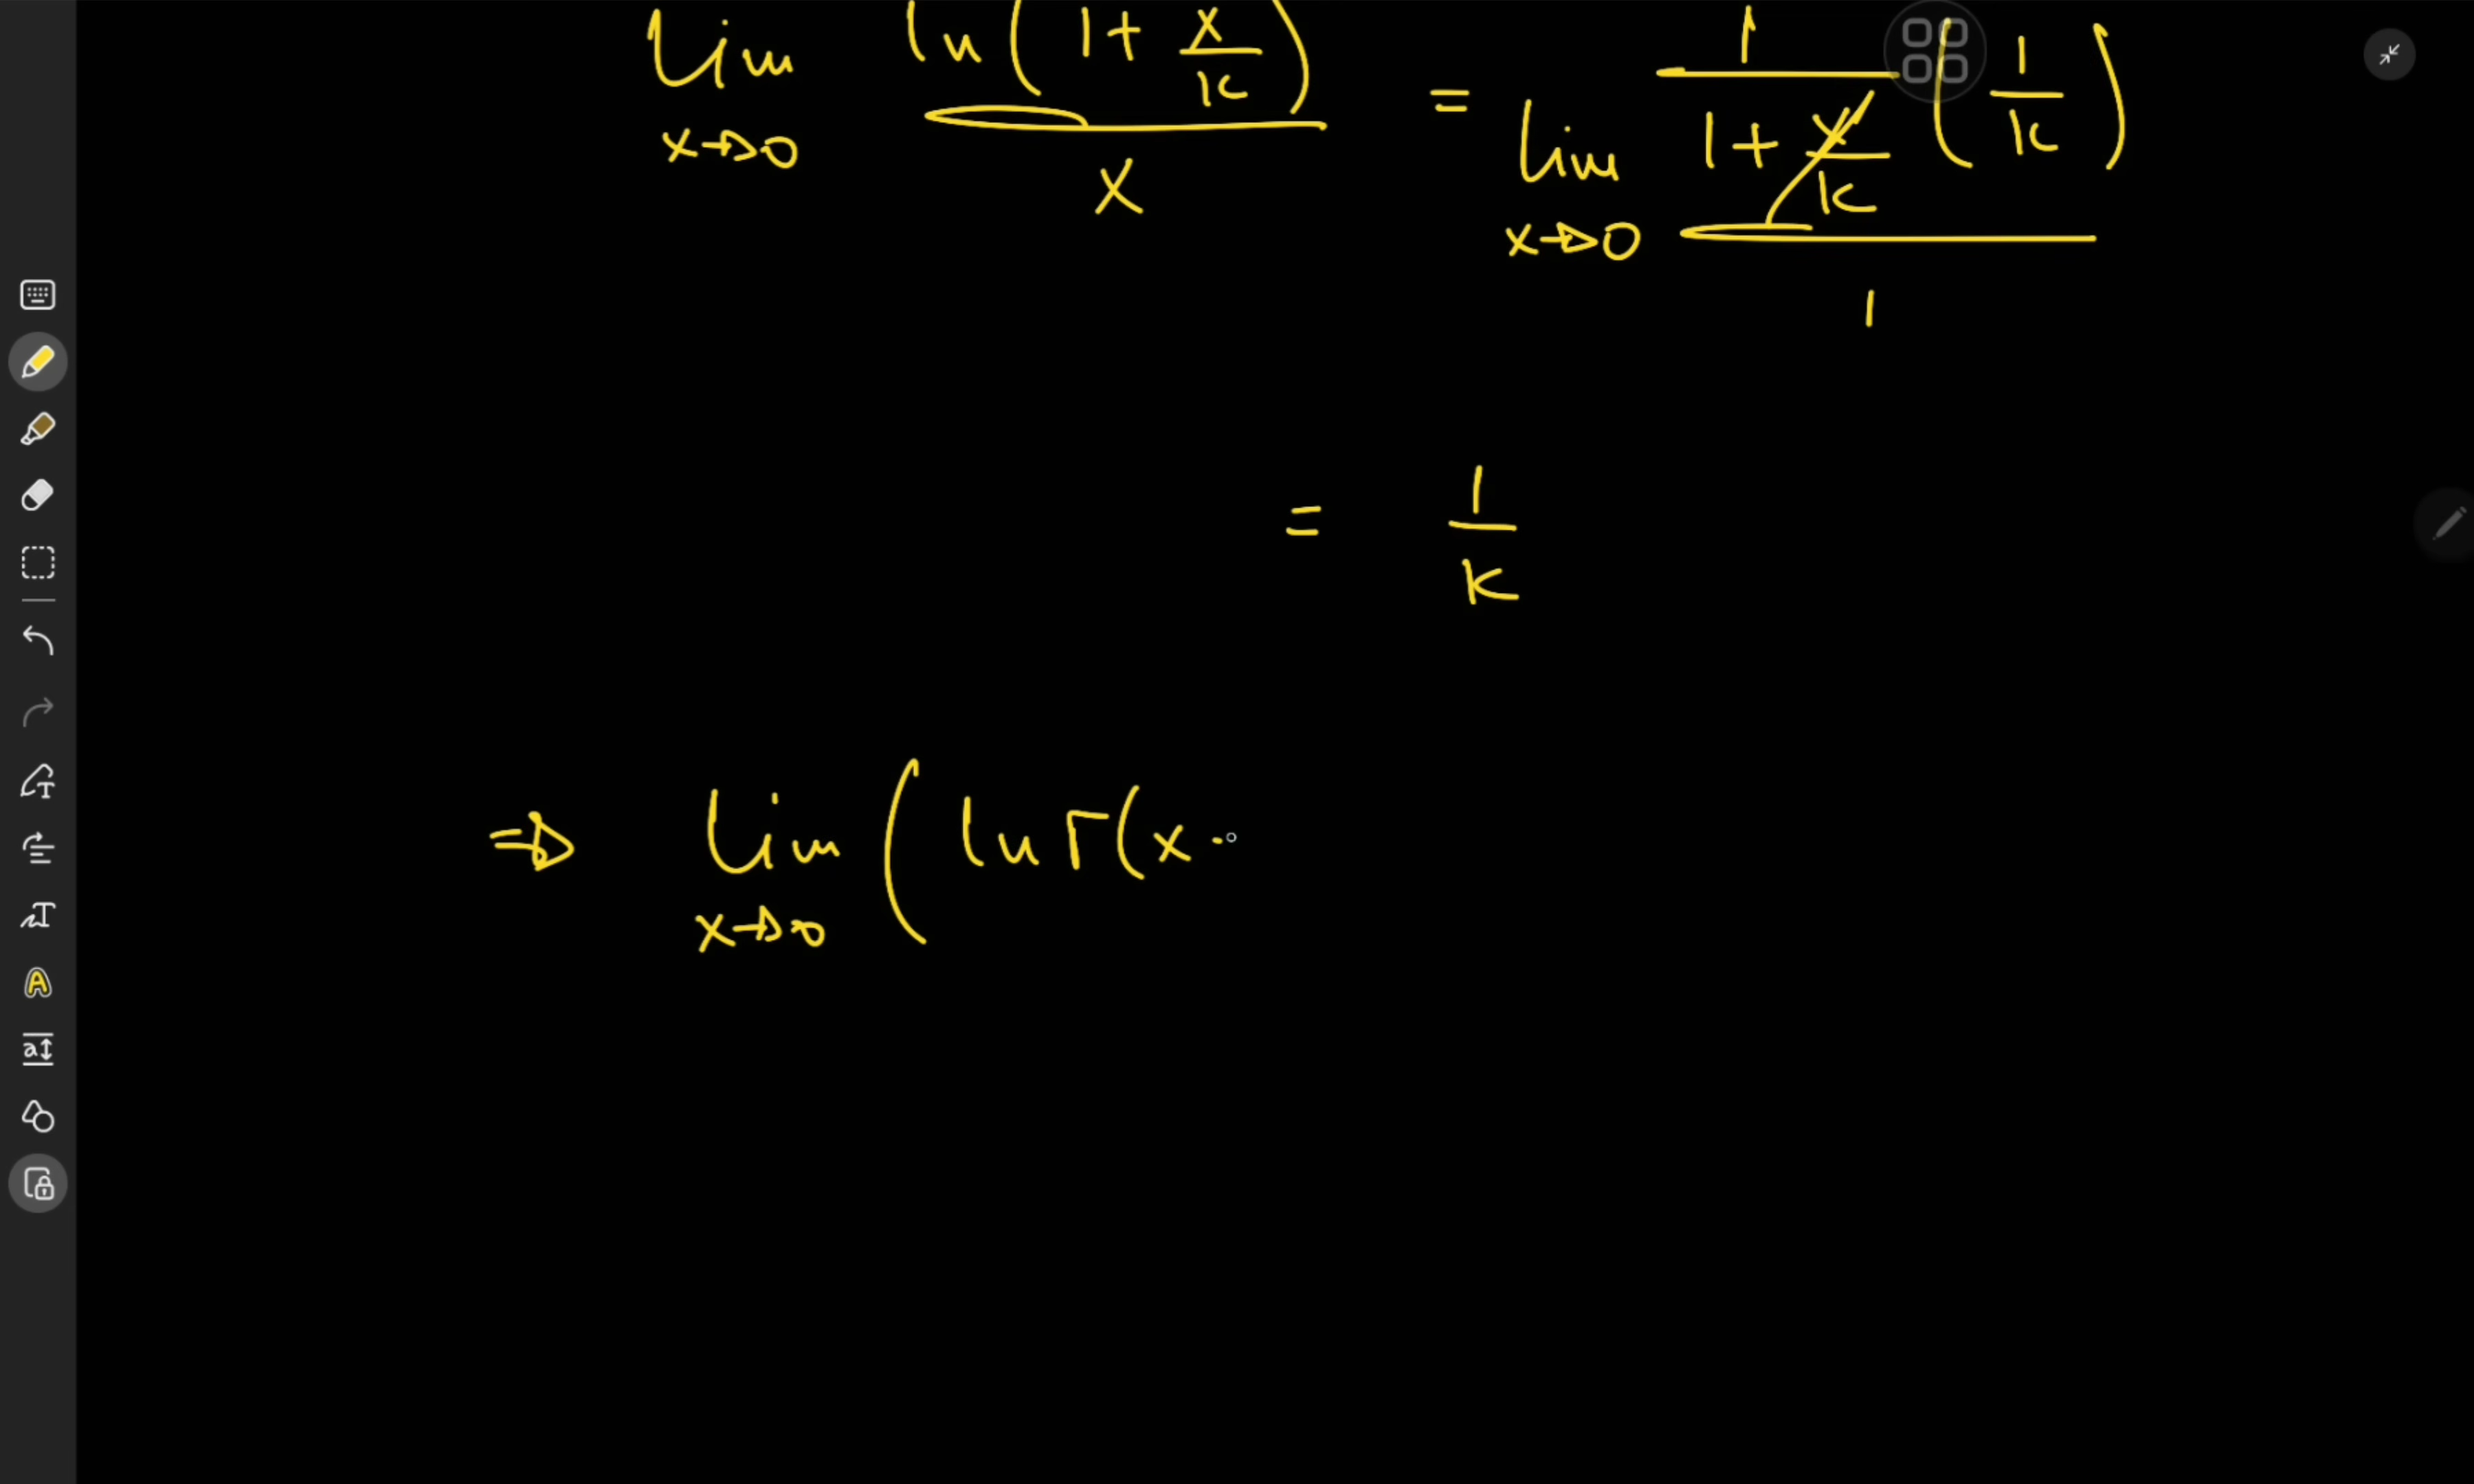 lim x→0 ln(1 + x/k) / x = lim x→0 1/(1 + x/k) (1/k) / 1
= 1/k
⇒ lim x→0 ( ln Γ(x -